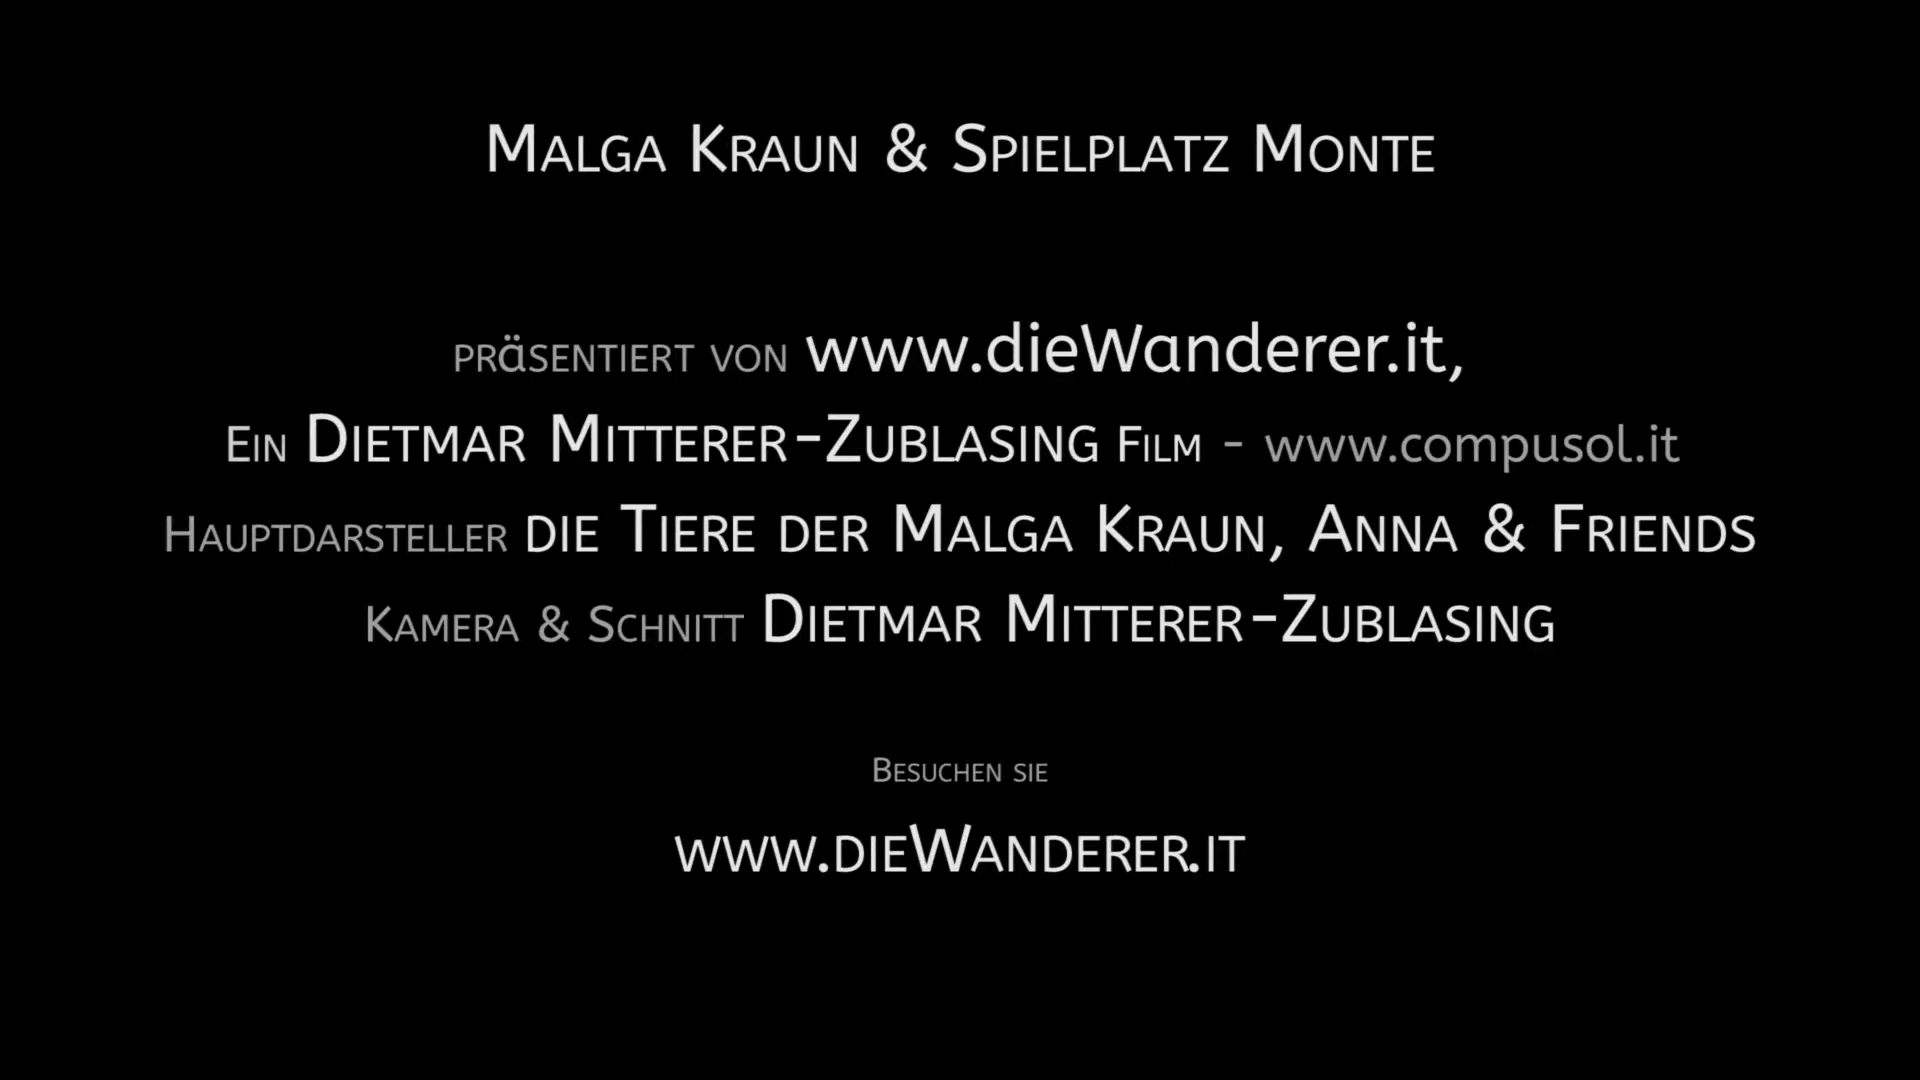 Malga Kraun & Spielplatz Monte
präsentiert von www.dieWanderer.it,
Ein Dietmar Mitterer-Zublasing Film - www.compusol.it
Hauptdarsteller die Tiere der Malga Kraun, Anna & Friends
Kamera & Schnitt Dietmar Mitterer-Zublasing
Besuchen sie
www.dieWanderer.it